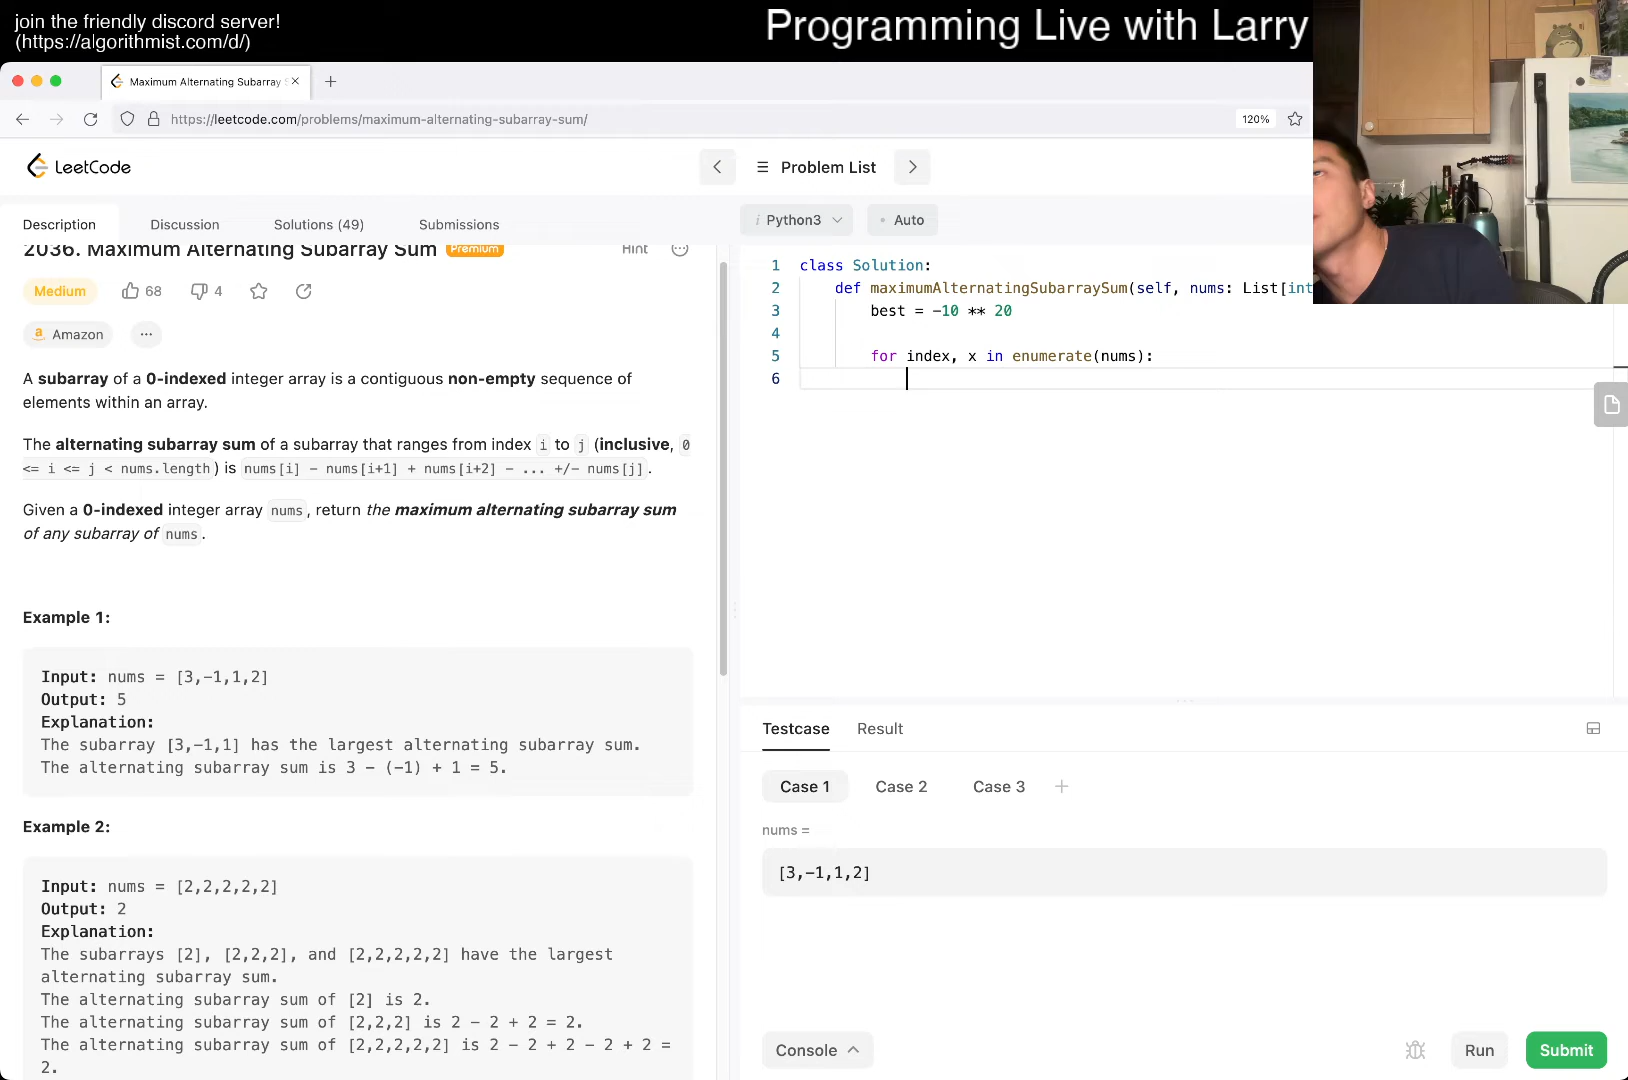 join the friendly discord server!
(https://algorithmist.com/d/)
Programming Live with Larry
Maximum Alternating Subarray S
https://leetcode.com/problems/maximum-alternating-subarray-sum/
120%
LeetCode
Problem List
Description
Discussion
Solutions (49)
Submissions
Python3
Auto
2036. Maximum Alternating Subarray Sum
Premium
Hint
Medium
68
4
Amazon
A subarray of a 0-indexed integer array is a contiguous non-empty sequence of
elements within an array.
The alternating subarray sum of a subarray that ranges from index i to j (inclusive, 0
<= i <= j < nums.length) is nums[i] - nums[i+1] + nums[i+2] - ... +/- nums[j].
Given a 0-indexed integer array nums, return the maximum alternating subarray sum
of any subarray of nums.
Example 1:
Input: nums = [3,-1,1,2]
Output: 5
Explanation:
The subarray [3,-1,1] has the largest alternating subarray sum.
The alternating subarray sum is 3 - (-1) + 1 = 5.
Example 2:
Input: nums = [2,2,2,2,2]
Output: 2
Explanation:
The subarrays [2], [2,2,2], and [2,2,2,2,2] have the largest
alternating subarray sum.
The alternating subarray sum of [2] is 2.
The alternating subarray sum of [2,2,2] is 2 - 2 + 2 = 2.
The alternating subarray sum of [2,2,2,2,2] is 2 - 2 + 2 - 2 + 2 =
2.
1 class Solution:
2 def maximumAlternatingSubarraySum(self, nums: List[int
3 best = -10 ** 20
4
5 for index, x in enumerate(nums):
6
Testcase
Result
Case 1
Case 2
Case 3
nums =
[3,-1,1,2]
Console
Run
Submit